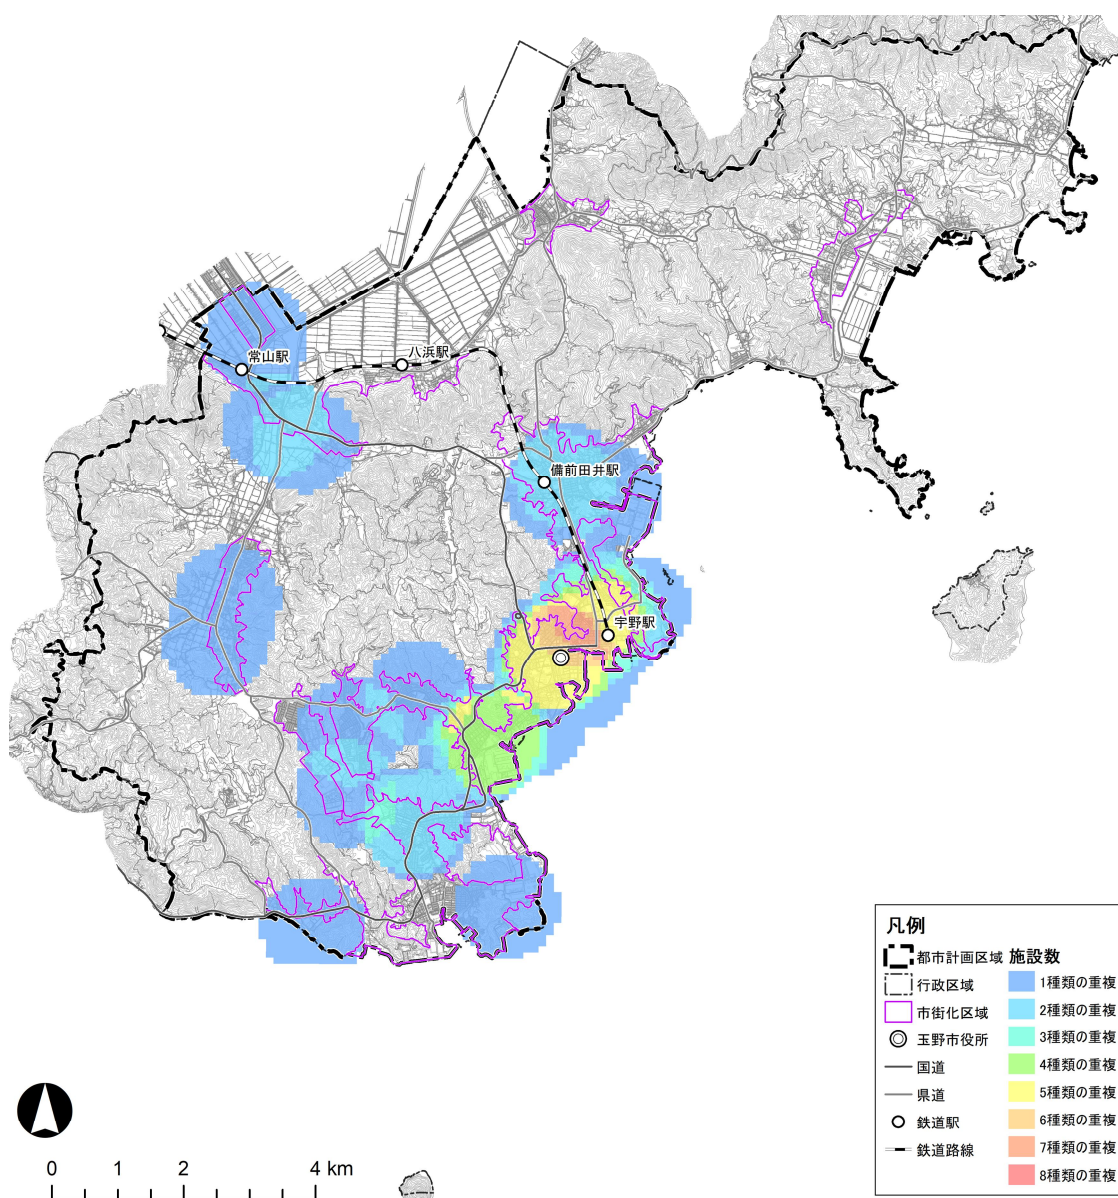 常山駅
八浜駅
備前田井駅
宇野駅
凡例
都市計画区域
行政区域
市街化区域
玉野市役所
国道
県道
鉄道駅
鉄道路線
施設数
1種類の重複
2種類の重複
3種類の重複
4種類の重複
5種類の重複
6種類の重複
7種類の重複
8種類の重複
0 1 2 4 km